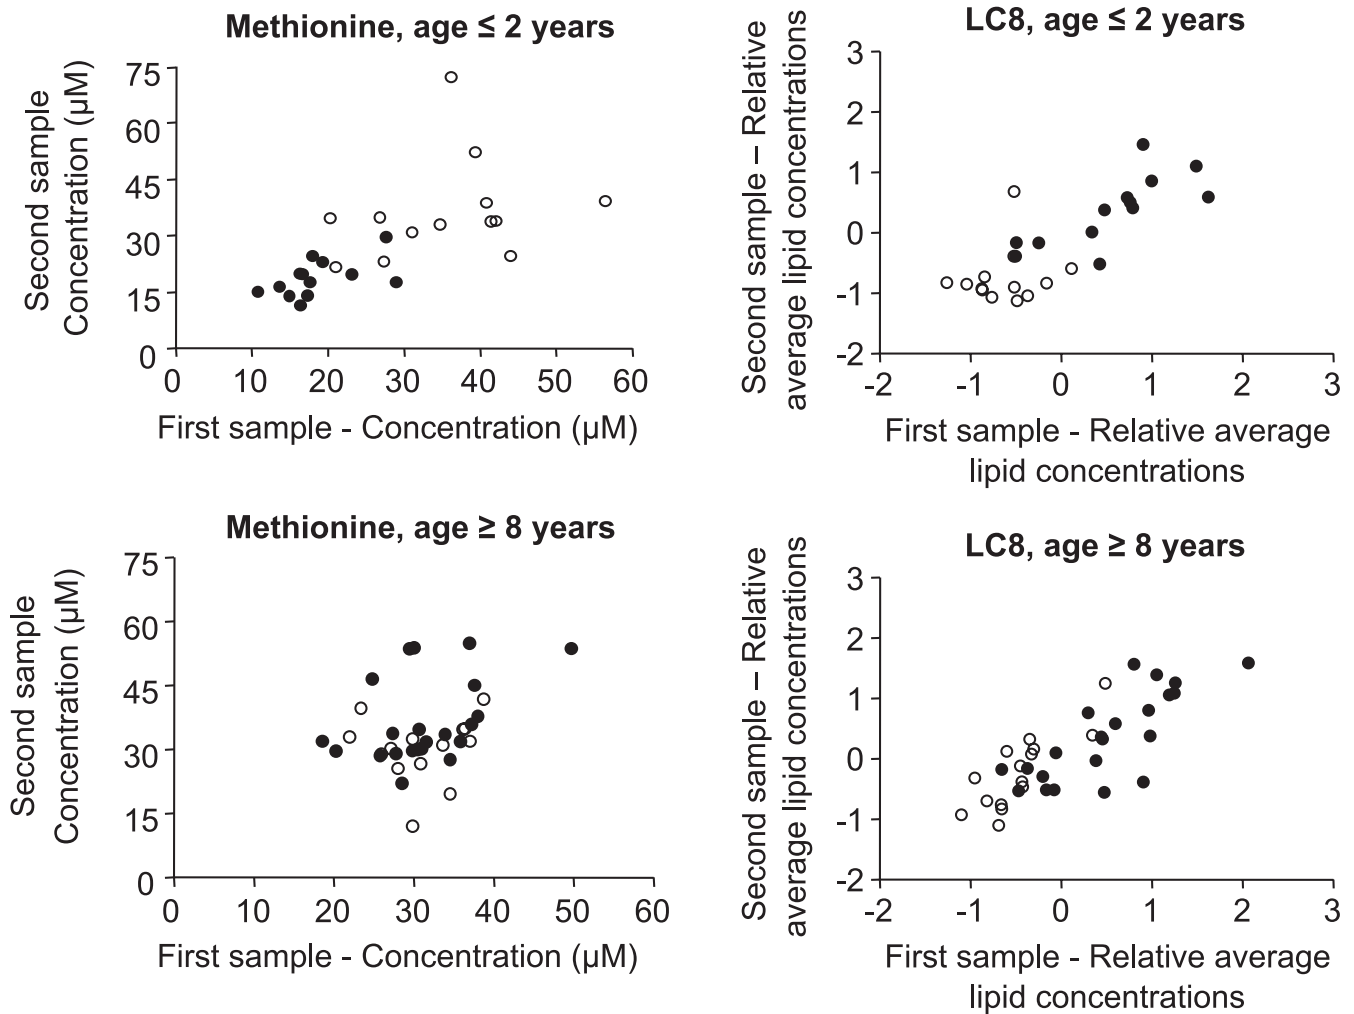 Methionine, age ≤ 2 years
Second sample
Concentration (µM)
75
60
45
30
15
0
0 10 20 30 40 50 60
First sample - Concentration (µM)
LC8, age ≤ 2 years
Second sample – Relative
average lipid concentrations
3
2
1
0
-1
-2
-2 -1 0 1 2 3
First sample - Relative average
lipid concentrations
Methionine, age ≥ 8 years
Second sample
Concentration (µM)
75
60
45
30
15
0
0 10 20 30 40 50 60
First sample - Concentration (µM)
LC8, age ≥ 8 years
Second sample – Relative
average lipid concentrations
3
2
1
0
-1
-2
-2 -1 0 1 2 3
First sample - Relative average
lipid concentrations